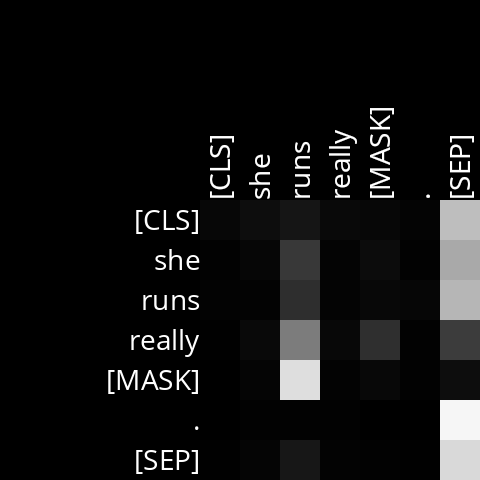 [CLS] she runs really [MASK] . [SEP]
[CLS]
she
runs
really
[MASK]
.
[SEP]